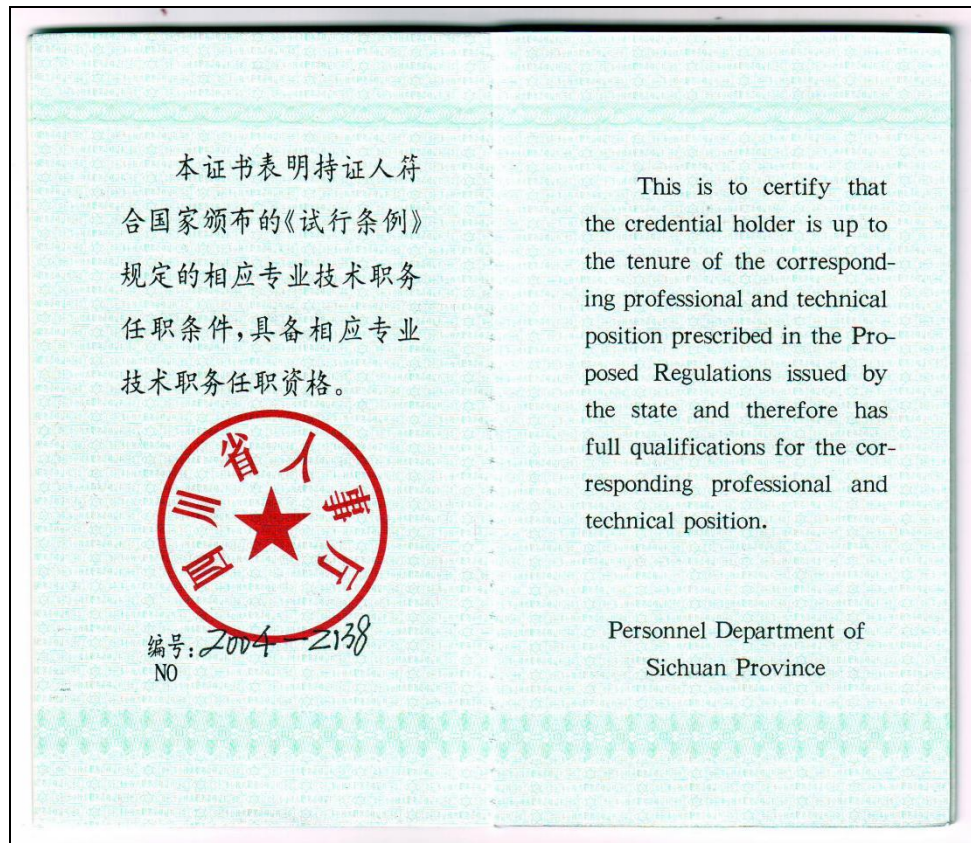 本证书表明持证人符
合国家颁布的《试行条例》
规定的相应专业技术职务
任职条件,具备相应专业
技术职务任职资格。
四川省人事厅
编号:2004-2138
NO
This is to certify that
the credential holder is up to
the tenure of the correspond-
ing professional and technical
position prescribed in the Pro-
posed Regulations issued by
the state and therefore has
full qualifications for the cor-
responding professional and
technical position.
Personnel Department of
Sichuan Province